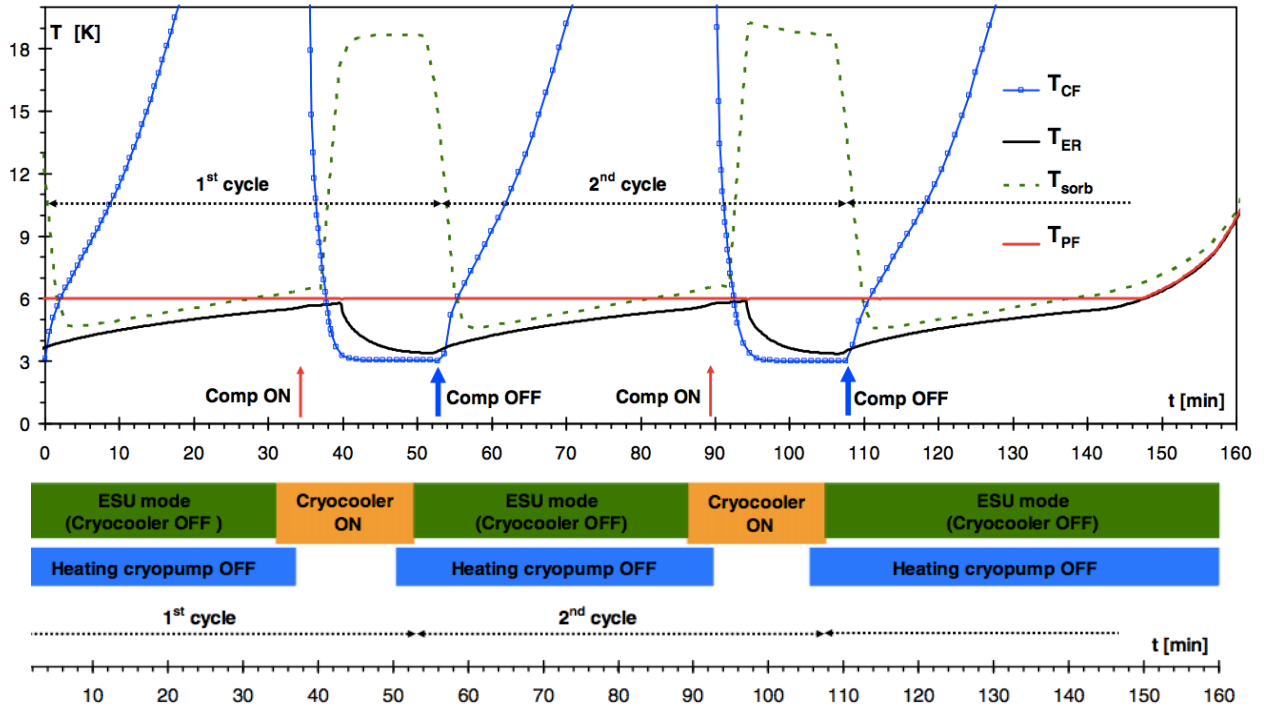 T [K]
18
15
12
9
6
3
0
T_CF
T_ER
T_sorb
T_PF
1st cycle
2nd cycle
Comp ON
Comp OFF
Comp ON
Comp OFF
t [min]
0 10 20 30 40 50 60 70 80 90 100 110 120 130 140 150 160
ESU mode
(Cryocooler OFF )
Cryocooler
ON
ESU mode
(Cryocooler OFF)
Cryocooler
ON
ESU mode
(Cryocooler OFF)
Heating cryopump OFF
Heating cryopump OFF
Heating cryopump OFF
1st cycle
2nd cycle
t [min]
10 20 30 40 50 60 70 80 90 100 110 120 130 140 150 160